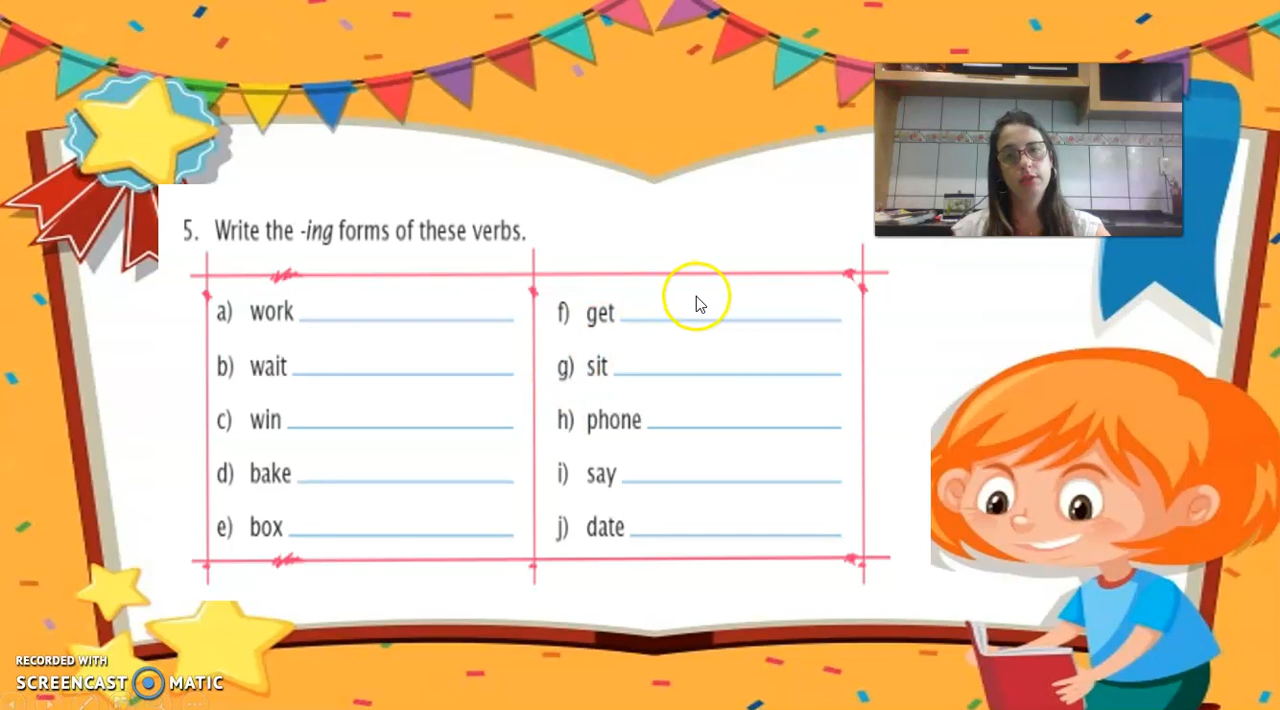 5. Write the -ing forms of these verbs.
a) work
b) wait
c) win
d) bake
e) box
f) get
g) sit
h) phone
i) say
j) date
RECORDED WITH
SCREENCAST MATIC